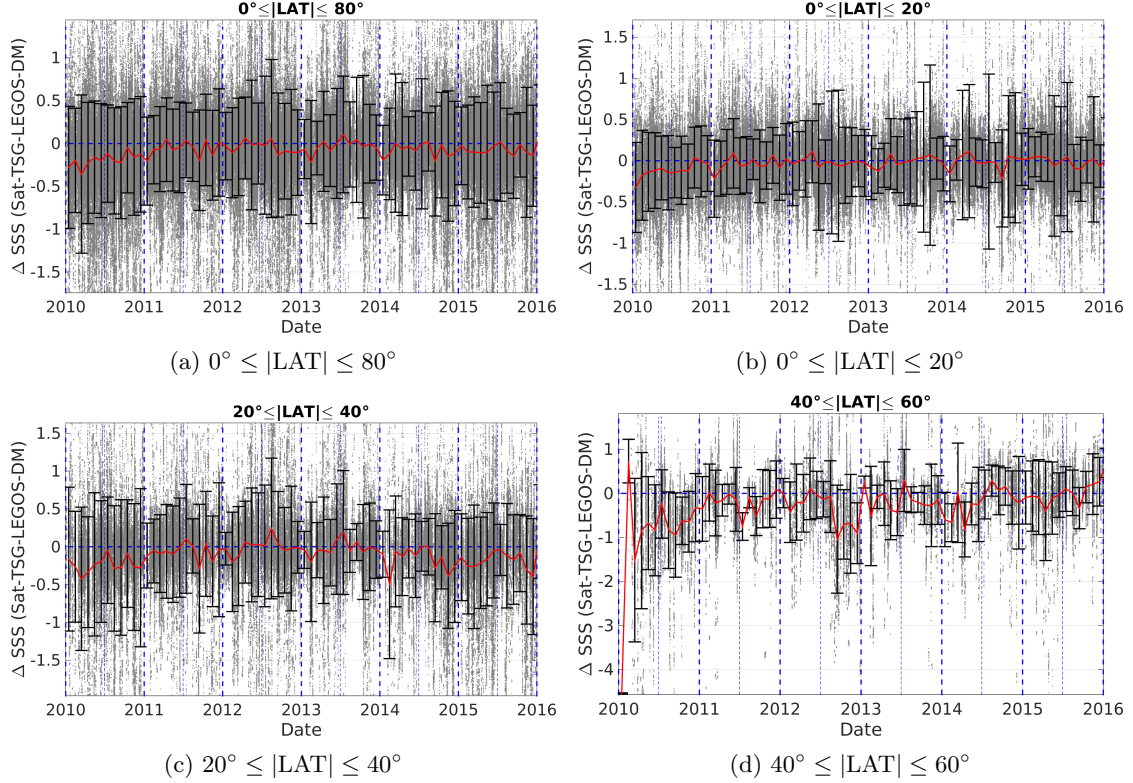 0°≤|LAT|≤ 80°
Δ SSS (Sat-TSG-LEGOS-DM)
1
0.5
0
-0.5
-1
-1.5
2010 2011 2012 2013 2014 2015 2016
Date
(a) 0° ≤ |LAT| ≤ 80°
0°≤|LAT|≤ 20°
Δ SSS (Sat-TSG-LEGOS-DM)
1.5
1
0.5
0
-0.5
-1
-1.5
2010 2011 2012 2013 2014 2015 2016
Date
(b) 0° ≤ |LAT| ≤ 20°
20°≤|LAT|≤ 40°
Δ SSS (Sat-TSG-LEGOS-DM)
1.5
1
0.5
0
-0.5
-1
-1.5
2010 2011 2012 2013 2014 2015 2016
Date
(c) 20° ≤ |LAT| ≤ 40°
40°≤|LAT|≤ 60°
Δ SSS (Sat-TSG-LEGOS-DM)
1
0
-1
-2
-3
-4
2010 2011 2012 2013 2014 2015 2016
Date
(d) 40° ≤ |LAT| ≤ 60°